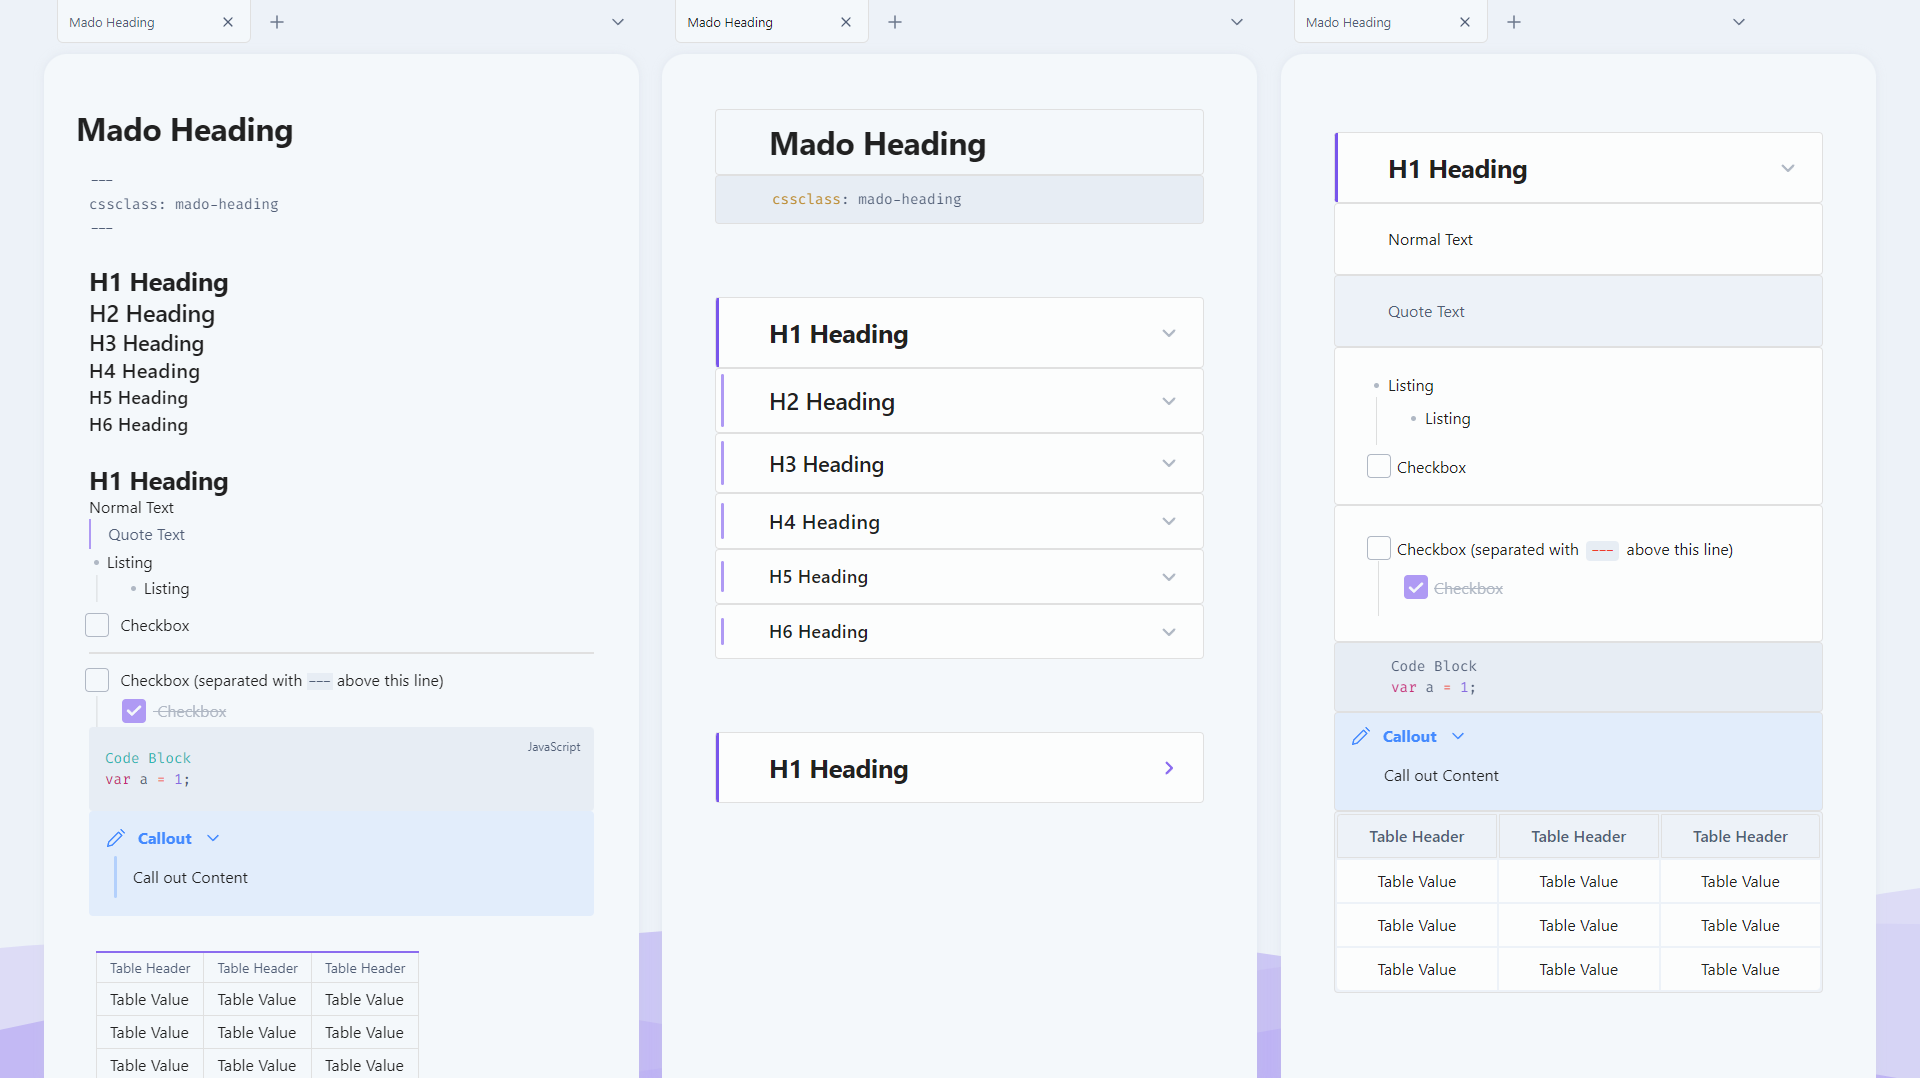 Mado Heading
Mado Heading
---
cssclass: mado-heading
---
H1 Heading
H2 Heading
H3 Heading
H4 Heading
H5 Heading
H6 Heading
H1 Heading
Normal Text
Quote Text
Listing
Listing
Checkbox
Checkbox (separated with --- above this line)
Checkbox
JavaScript
Code Block
var a = 1;
Callout
Call out Content
Table Header Table Header Table Header
Table Value Table Value Table Value
Table Value Table Value Table Value
Table Value Table Value Table Value
Mado Heading
Mado Heading
cssclass: mado-heading
H1 Heading
H2 Heading
H3 Heading
H4 Heading
H5 Heading
H6 Heading
H1 Heading
Mado Heading
H1 Heading
Normal Text
Quote Text
Listing
Listing
Checkbox
Checkbox (separated with --- above this line)
Checkbox
Code Block
var a = 1;
Callout
Call out Content
Table Header Table Header Table Header
Table Value Table Value Table Value
Table Value Table Value Table Value
Table Value Table Value Table Value